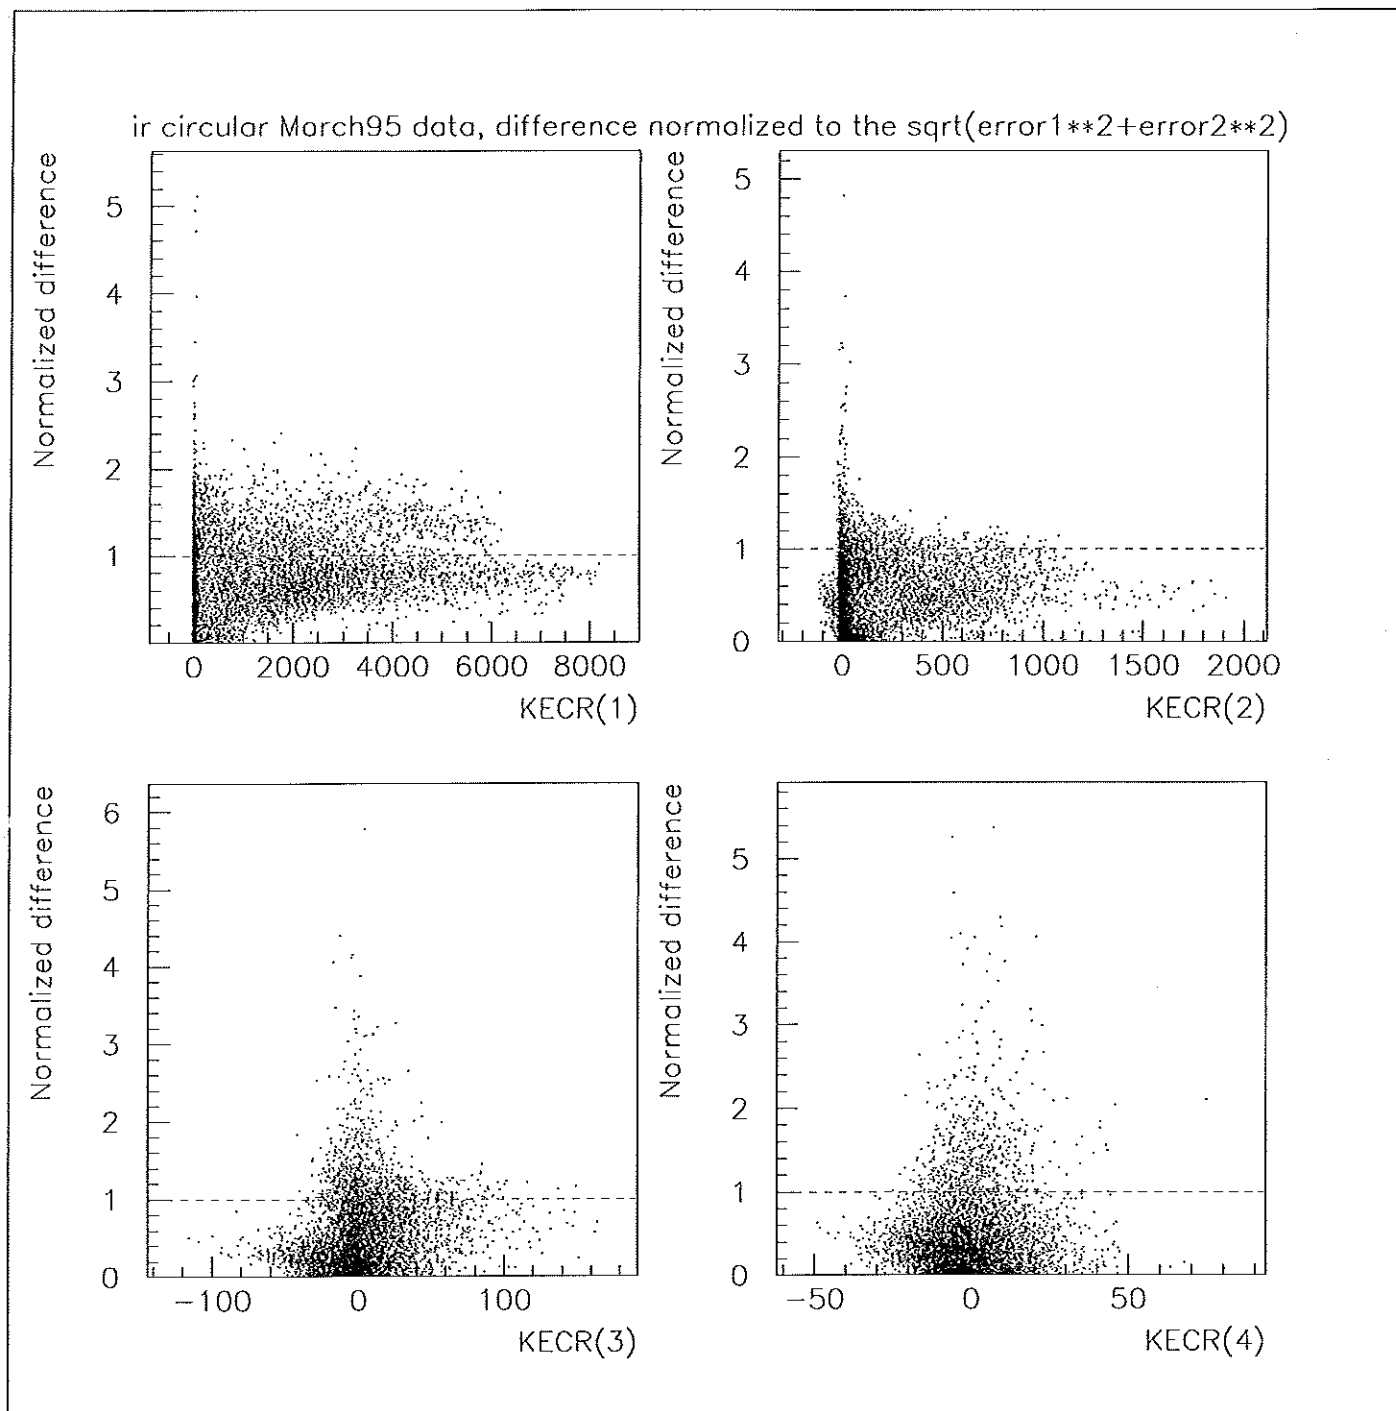 ir circular March95 data, difference normalized to the sqrt(error1**2+error2**2)
Normalized difference
5
4
3
2
1
0 2000 4000 6000 8000
KECR(1)
Normalized difference
5
4
3
2
1
0
0 500 1000 1500 2000
KECR(2)
Normalized difference
6
5
4
3
2
1
0
-100 0 100
KECR(3)
Normalized difference
5
4
3
2
1
0
-50 0 50
KECR(4)